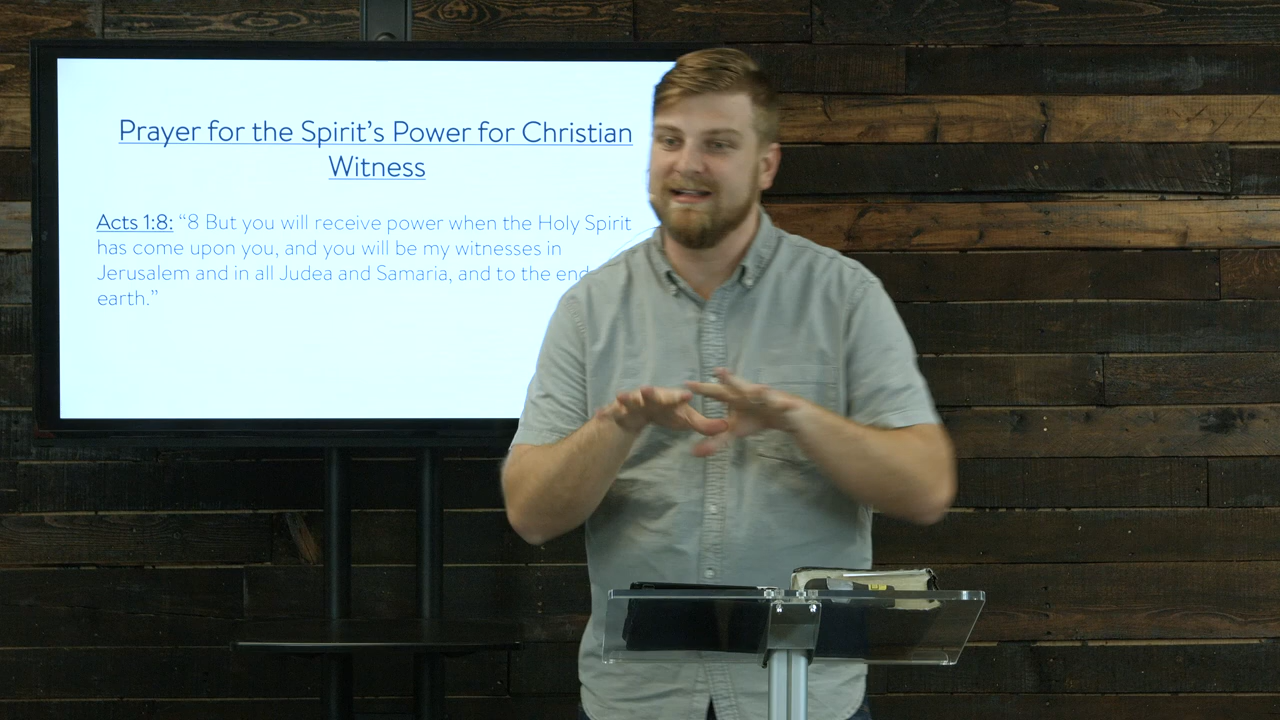 Prayer for the Spirit's Power for Christian
Witness
Acts 1:8: “8 But you will receive power when the Holy Spirit
has come upon you, and you will be my witnesses in
Jerusalem and in all Judea and Samaria, and to the end
earth.”